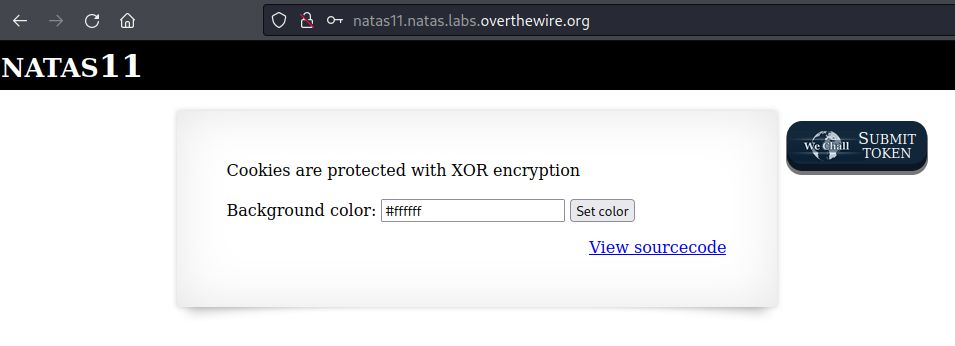 natas11.natas.labs.overthewire.org
NATAS11
Cookies are protected with XOR encryption
Background color: #ffffff Set color
View sourcecode
We Chall SUBMIT TOKEN